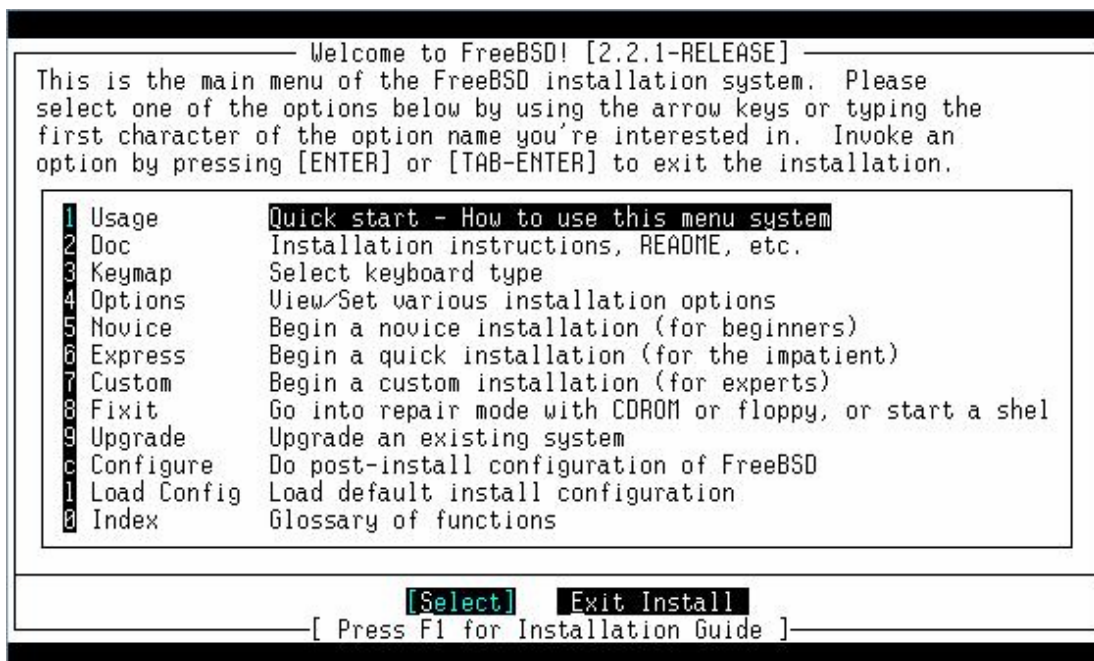 Welcome to FreeBSD! [2.2.1-RELEASE]
This is the main menu of the FreeBSD installation system.  Please
select one of the options below by using the arrow keys or typing the
first character of the option name you're interested in.  Invoke an
option by pressing [ENTER] or [TAB-ENTER] to exit the installation.
1 Usage Quick start - How to use this menu system
2 Doc Installation instructions, README, etc.
3 Keymap Select keyboard type
4 Options View/Set various installation options
5 Novice Begin a novice installation (for beginners)
6 Express Begin a quick installation (for the impatient)
7 Custom Begin a custom installation (for experts)
8 Fixit Go into repair mode with CDROM or floppy, or start a shel
9 Upgrade Upgrade an existing system
c Configure Do post-install configuration of FreeBSD
l Load Config Load default install configuration
0 Index Glossary of functions
[Select] Exit Install
[ Press F1 for Installation Guide ]